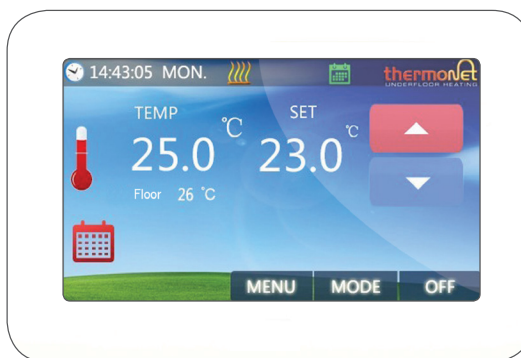 14:43:05 MON.
thermonet
UNDERFLOOR HEATING
TEMP
SET
25.0 °C
23.0 °C
Floor 26 °C
MENU MODE OFF